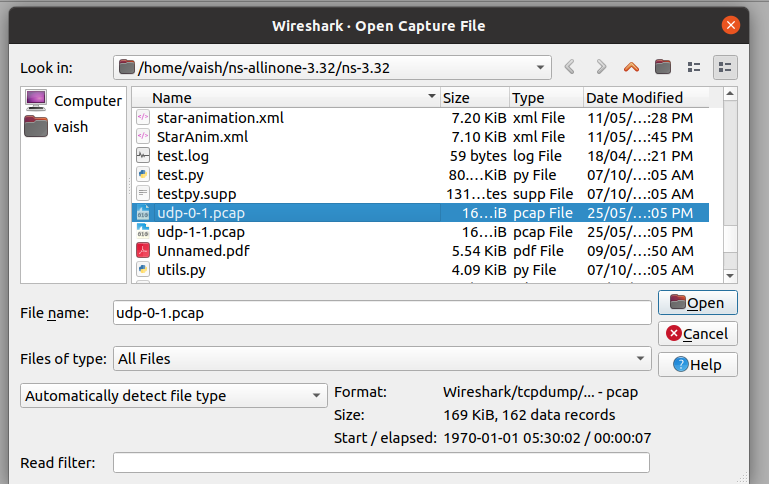 Wireshark · Open Capture File
Look in: /home/vaish/ns-allinone-3.32/ns-3.32
Computer
vaish
Name Size Type Date Modified
star-animation.xml 7.20 KiB xml File 11/05/...:28 PM
StarAnim.xml 7.10 KiB xml File 11/05/...:45 PM
test.log 59 bytes log File 18/04/...:21 PM
test.py 80....KiB py File 07/10/...:05 AM
testpy.supp 131...tes supp File 07/10/...:05 AM
udp-0-1.pcap 16...iB pcap File 25/05/...:05 PM
udp-1-1.pcap 16...iB pcap File 25/05/...:05 PM
Unnamed.pdf 5.54 KiB pdf File 09/05/...:50 AM
utils.py 4.09 KiB py File 07/10/...:05 AM
File name: udp-0-1.pcap
Open
Cancel
Files of type: All Files
Help
Automatically detect file type
Format: Wireshark/tcpdump/... - pcap
Size: 169 KiB, 162 data records
Start / elapsed: 1970-01-01 05:30:02 / 00:00:07
Read filter: